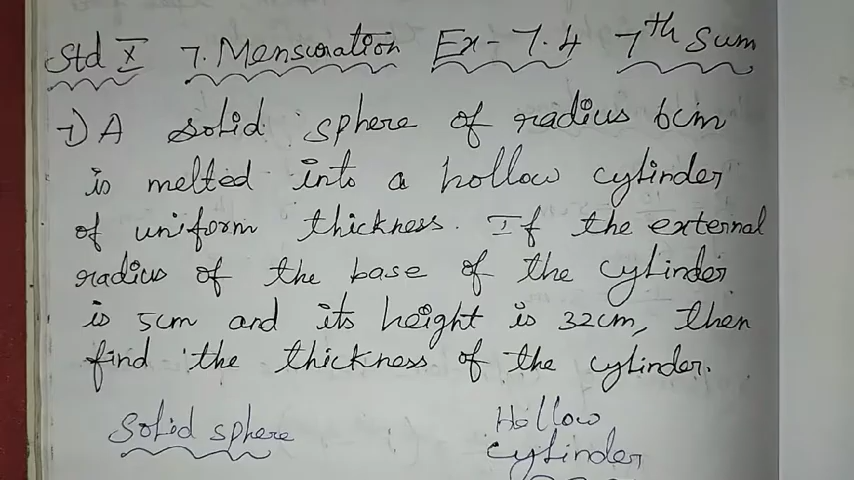 Std X 7. Mensuration Ex-7.4 7th Sum
7) A solid sphere of radius 6cm
is melted into a hollow cylinder
of uniform thickness. If the external
radius of the base of the cylinder
is 5cm and its height is 32cm, then
find the thickness of the cylinder.
Solid sphere Hollow
cylinder